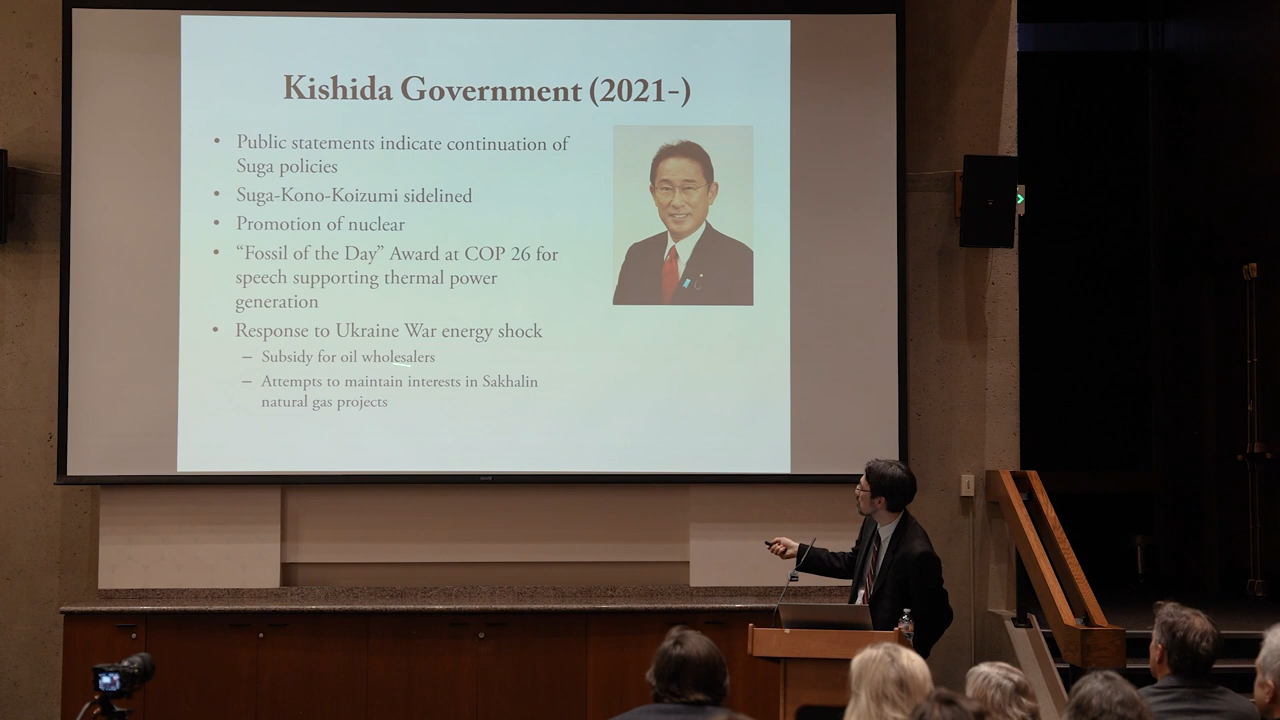 Kishida Government (2021-)
• Public statements indicate continuation of
Suga policies
• Suga-Kono-Koizumi sidelined
• Promotion of nuclear
• “Fossil of the Day” Award at COP 26 for
speech supporting thermal power
generation
• Response to Ukraine War energy shock
– Subsidy for oil wholesalers
– Attempts to maintain interests in Sakhalin
natural gas projects